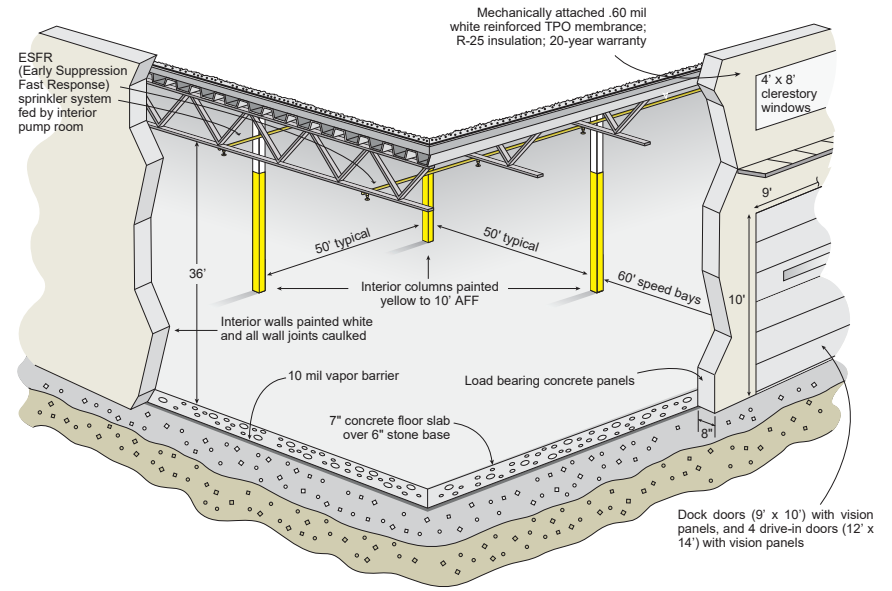 Mechanically attached .60 mil
white reinforced TPO membrance;
R-25 insulation; 20-year warranty
ESFR
(Early Suppression
Fast Response)
sprinkler system
fed by interior
pump room
4' x 8'
clerestory
windows
9'
50' typical
50' typical
36'
60' speed bays
10'
Interior columns painted
yellow to 10' AFF
Interior walls painted white
and all wall joints caulked
10 mil vapor barrier
Load bearing concrete panels
7" concrete floor slab
over 6" stone base
8"
Dock doors (9' x 10') with vision
panels, and 4 drive-in doors (12' x
14') with vision panels